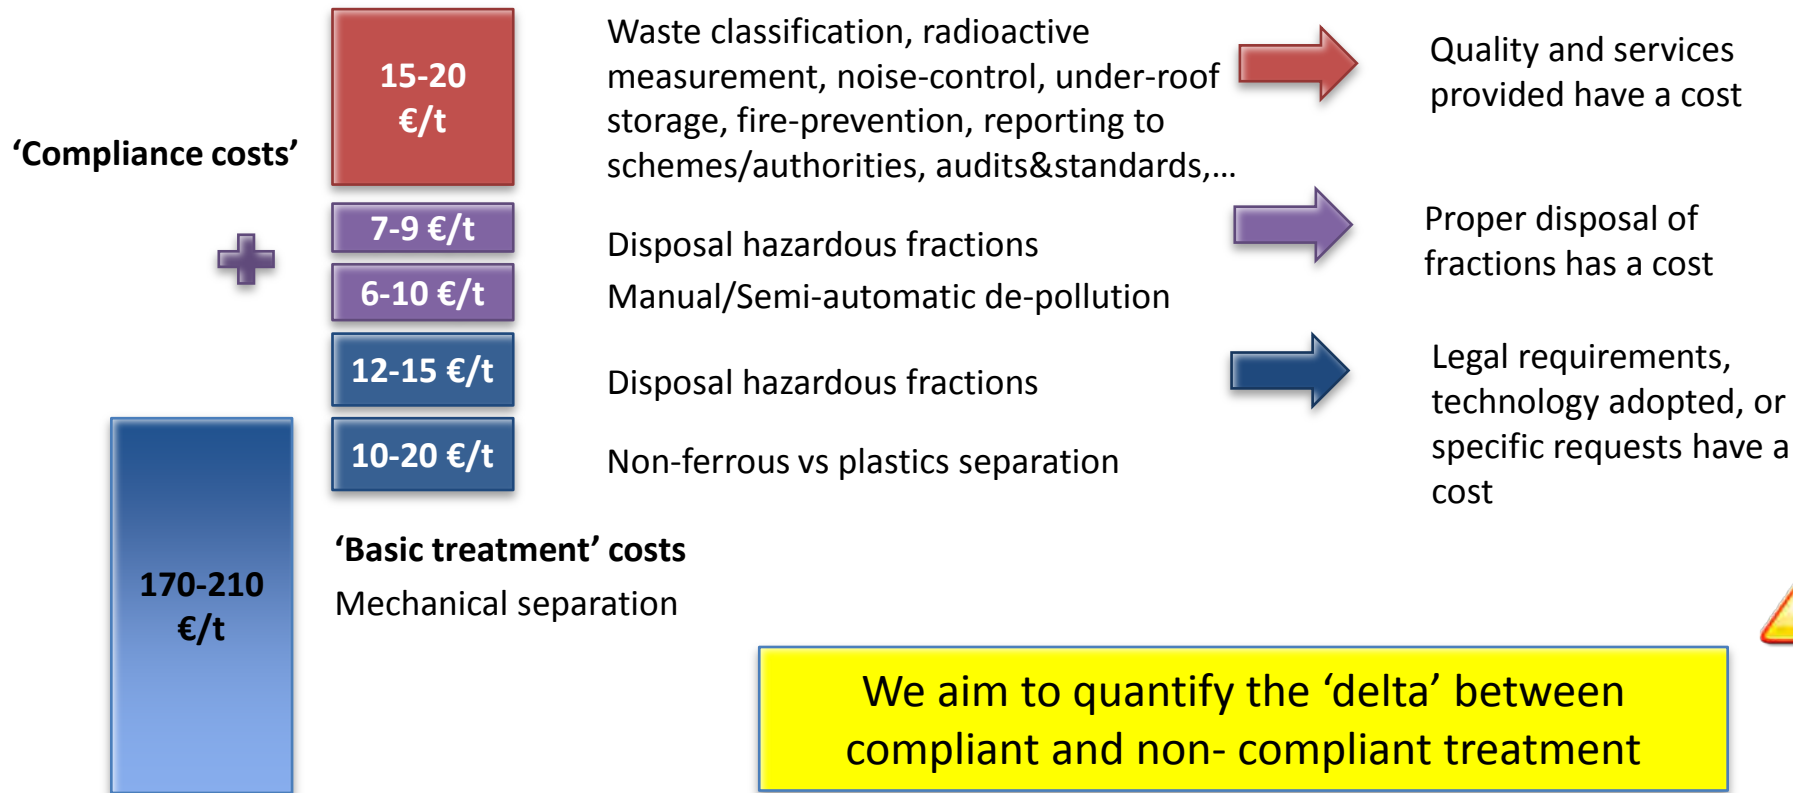 15-20
€/t
Waste classification, radioactive
measurement, noise-control, under-roof
storage, fire-prevention, reporting to
schemes/authorities, audits&standards,...
Quality and services
provided have a cost
‘Compliance costs’
7-9 €/t
Disposal hazardous fractions
6-10 €/t
Manual/Semi-automatic de-pollution
Proper disposal of
fractions has a cost
12-15 €/t
Disposal hazardous fractions
10-20 €/t
Non-ferrous vs plastics separation
Legal requirements,
technology adopted, or
specific requests have a
cost
170-210
€/t
‘Basic treatment’ costs
Mechanical separation
We aim to quantify the ‘delta’ between
compliant and non- compliant treatment